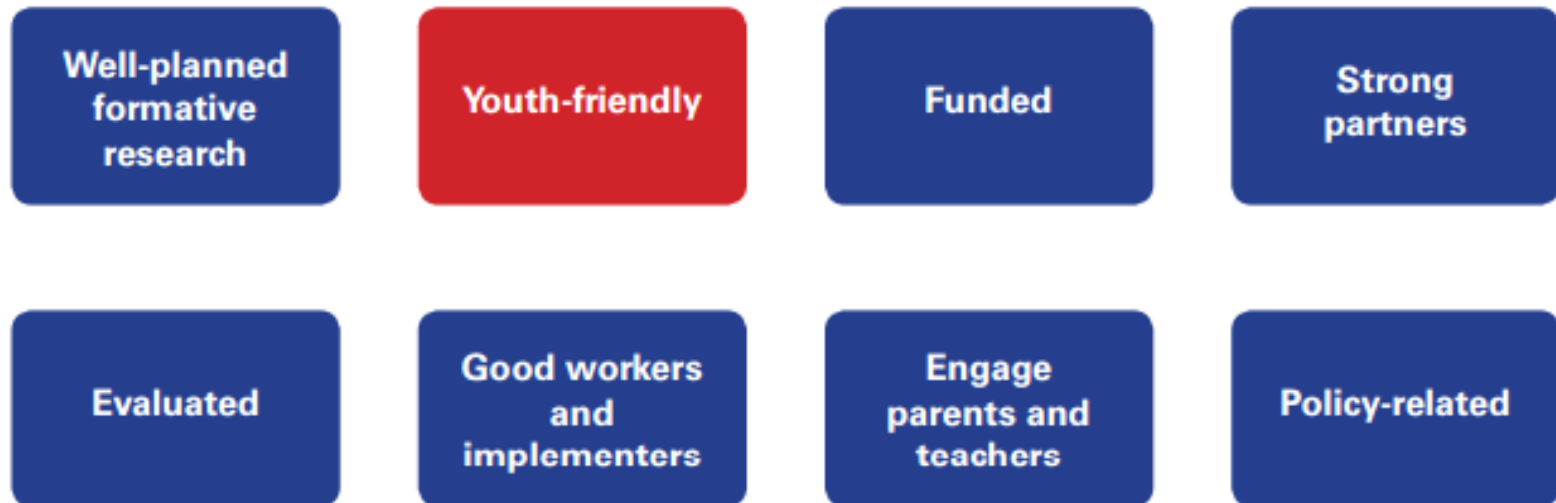 Well-planned
formative
research
Youth-friendly
Funded
Strong
partners
Evaluated
Good workers
and
implementers
Engage
parents and
teachers
Policy-related